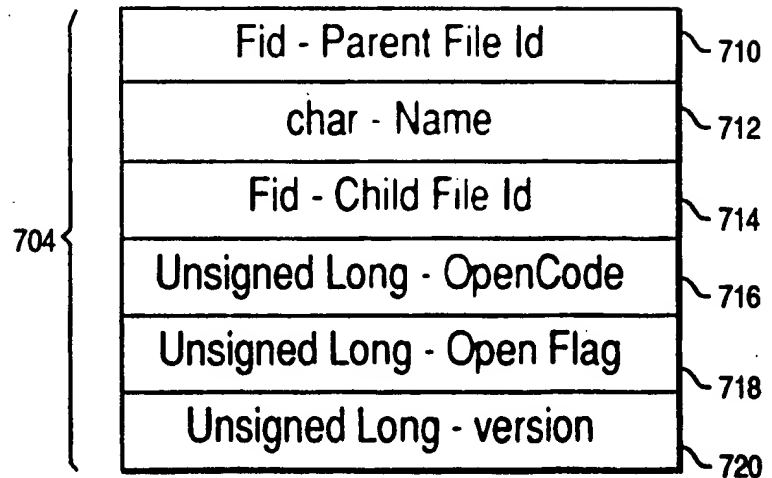 Fid - Parent File Id 710
char - Name 712
Fid - Child File Id 714
704
Unsigned Long - OpenCode 716
Unsigned Long - Open Flag 718
Unsigned Long - version 720